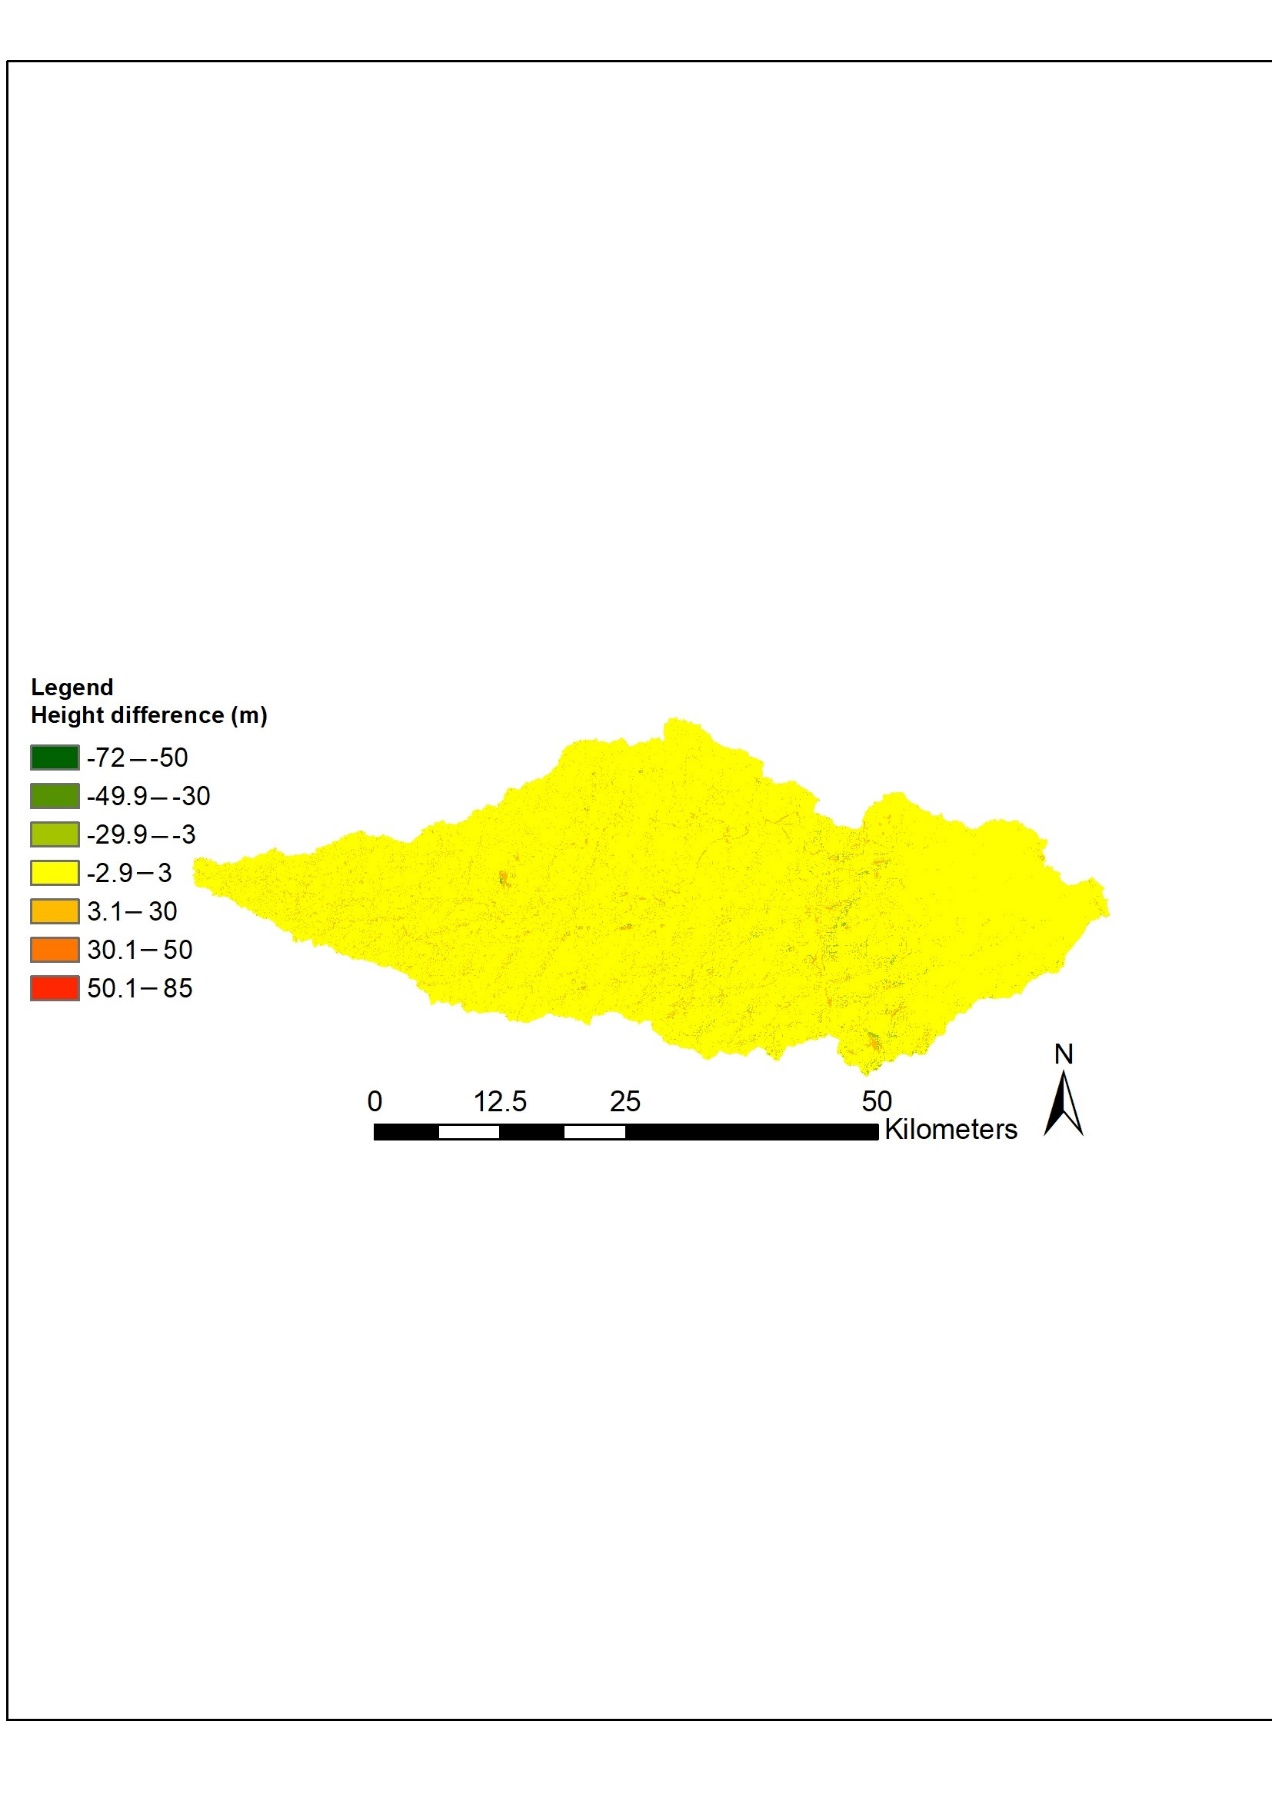 Legend
Height difference (m)
-72—-50
-49.9—-30
-29.9—-3
-2.9—3
3.1—30
30.1—50
50.1—85
N
0 12.5 25 50
Kilometers